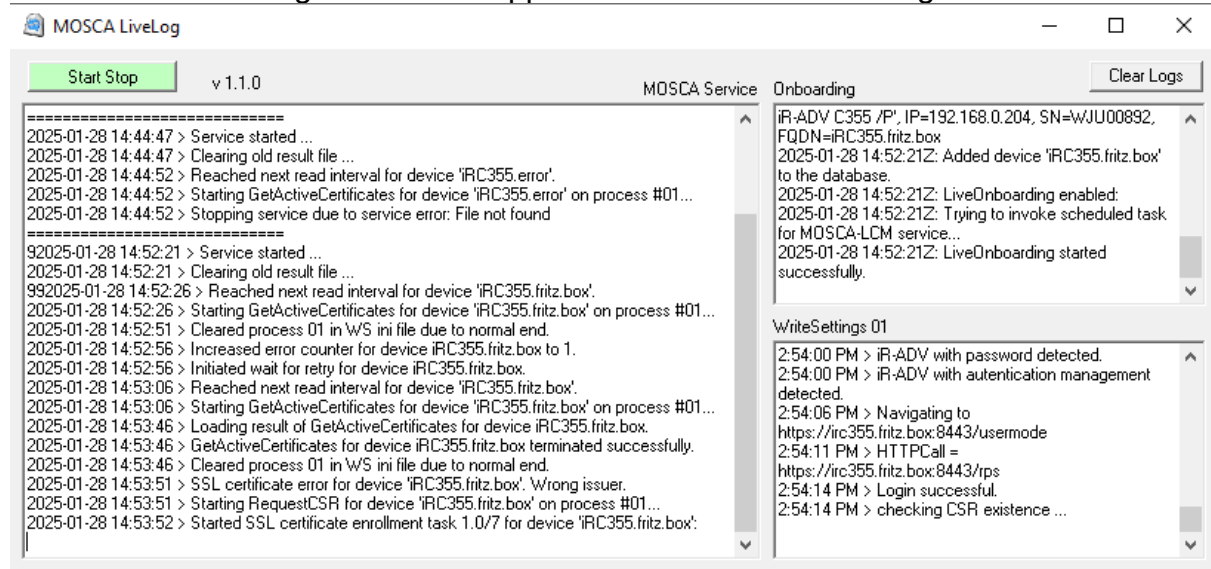 MOSCA LiveLog
Start Stop
v 1.1.0
MOSCA Service
==============================
2025-01-28 14:44:47 > Service started ...
2025-01-28 14:44:47 > Clearing old result file ...
2025-01-28 14:44:52 > Reached next read interval for device 'iRC355.error'.
2025-01-28 14:44:52 > Starting GetActiveCertificates for device 'iRC355.error' on process #01...
2025-01-28 14:44:52 > Stopping service due to service error: File not found
==============================
92025-01-28 14:52:21 > Service started ...
2025-01-28 14:52:21 > Clearing old result file ...
992025-01-28 14:52:26 > Reached next read interval for device 'iRC355.fritz.box'.
2025-01-28 14:52:26 > Starting GetActiveCertificates for device 'iRC355.fritz.box' on process #01...
2025-01-28 14:52:51 > Cleared process 01 in WS ini file due to normal end.
2025-01-28 14:52:56 > Increased error counter for device iRC355.fritz.box to 1.
2025-01-28 14:52:56 > Initiated wait for retry for device iRC355.fritz.box.
2025-01-28 14:53:06 > Reached next read interval for device 'iRC355.fritz.box'.
2025-01-28 14:53:06 > Starting GetActiveCertificates for device 'iRC355.fritz.box' on process #01...
2025-01-28 14:53:46 > Loading result of GetActiveCertificates for device iRC355.fritz.box.
2025-01-28 14:53:46 > GetActiveCertificates for device iRC355.fritz.box terminated successfully.
2025-01-28 14:53:46 > Cleared process 01 in WS ini file due to normal end.
2025-01-28 14:53:51 > SSL certificate error for device 'iRC355.fritz.box'. Wrong issuer.
2025-01-28 14:53:51 > Starting RequestCSR for device 'iRC355.fritz.box' on process #01...
2025-01-28 14:53:52 > Started SSL certificate enrollment task 1.0/7 for device 'iRC355.fritz.box':
Onboarding
Clear Logs
iR-ADV C355 /P', IP=192.168.0.204, SN=WJU00892,
FQDN=iRC355.fritz.box
2025-01-28 14:52:21Z: Added device 'iRC355.fritz.box'
to the database.
2025-01-28 14:52:21Z: LiveOnboarding enabled:
2025-01-28 14:52:21Z: Trying to invoke scheduled task
for MOSCA-LCM service...
2025-01-28 14:52:21Z: LiveOnboarding started
successfully.
WriteSettings 01
2:54:00 PM > iR-ADV with password detected.
2:54:00 PM > iR-ADV with autentication management
detected.
2:54:06 PM > Navigating to
https://irc355.fritz.box:8443/usermode
2:54:11 PM > HTTPCall =
https://irc355.fritz.box:8443/rps
2:54:14 PM > Login successful.
2:54:14 PM > checking CSR existence ...